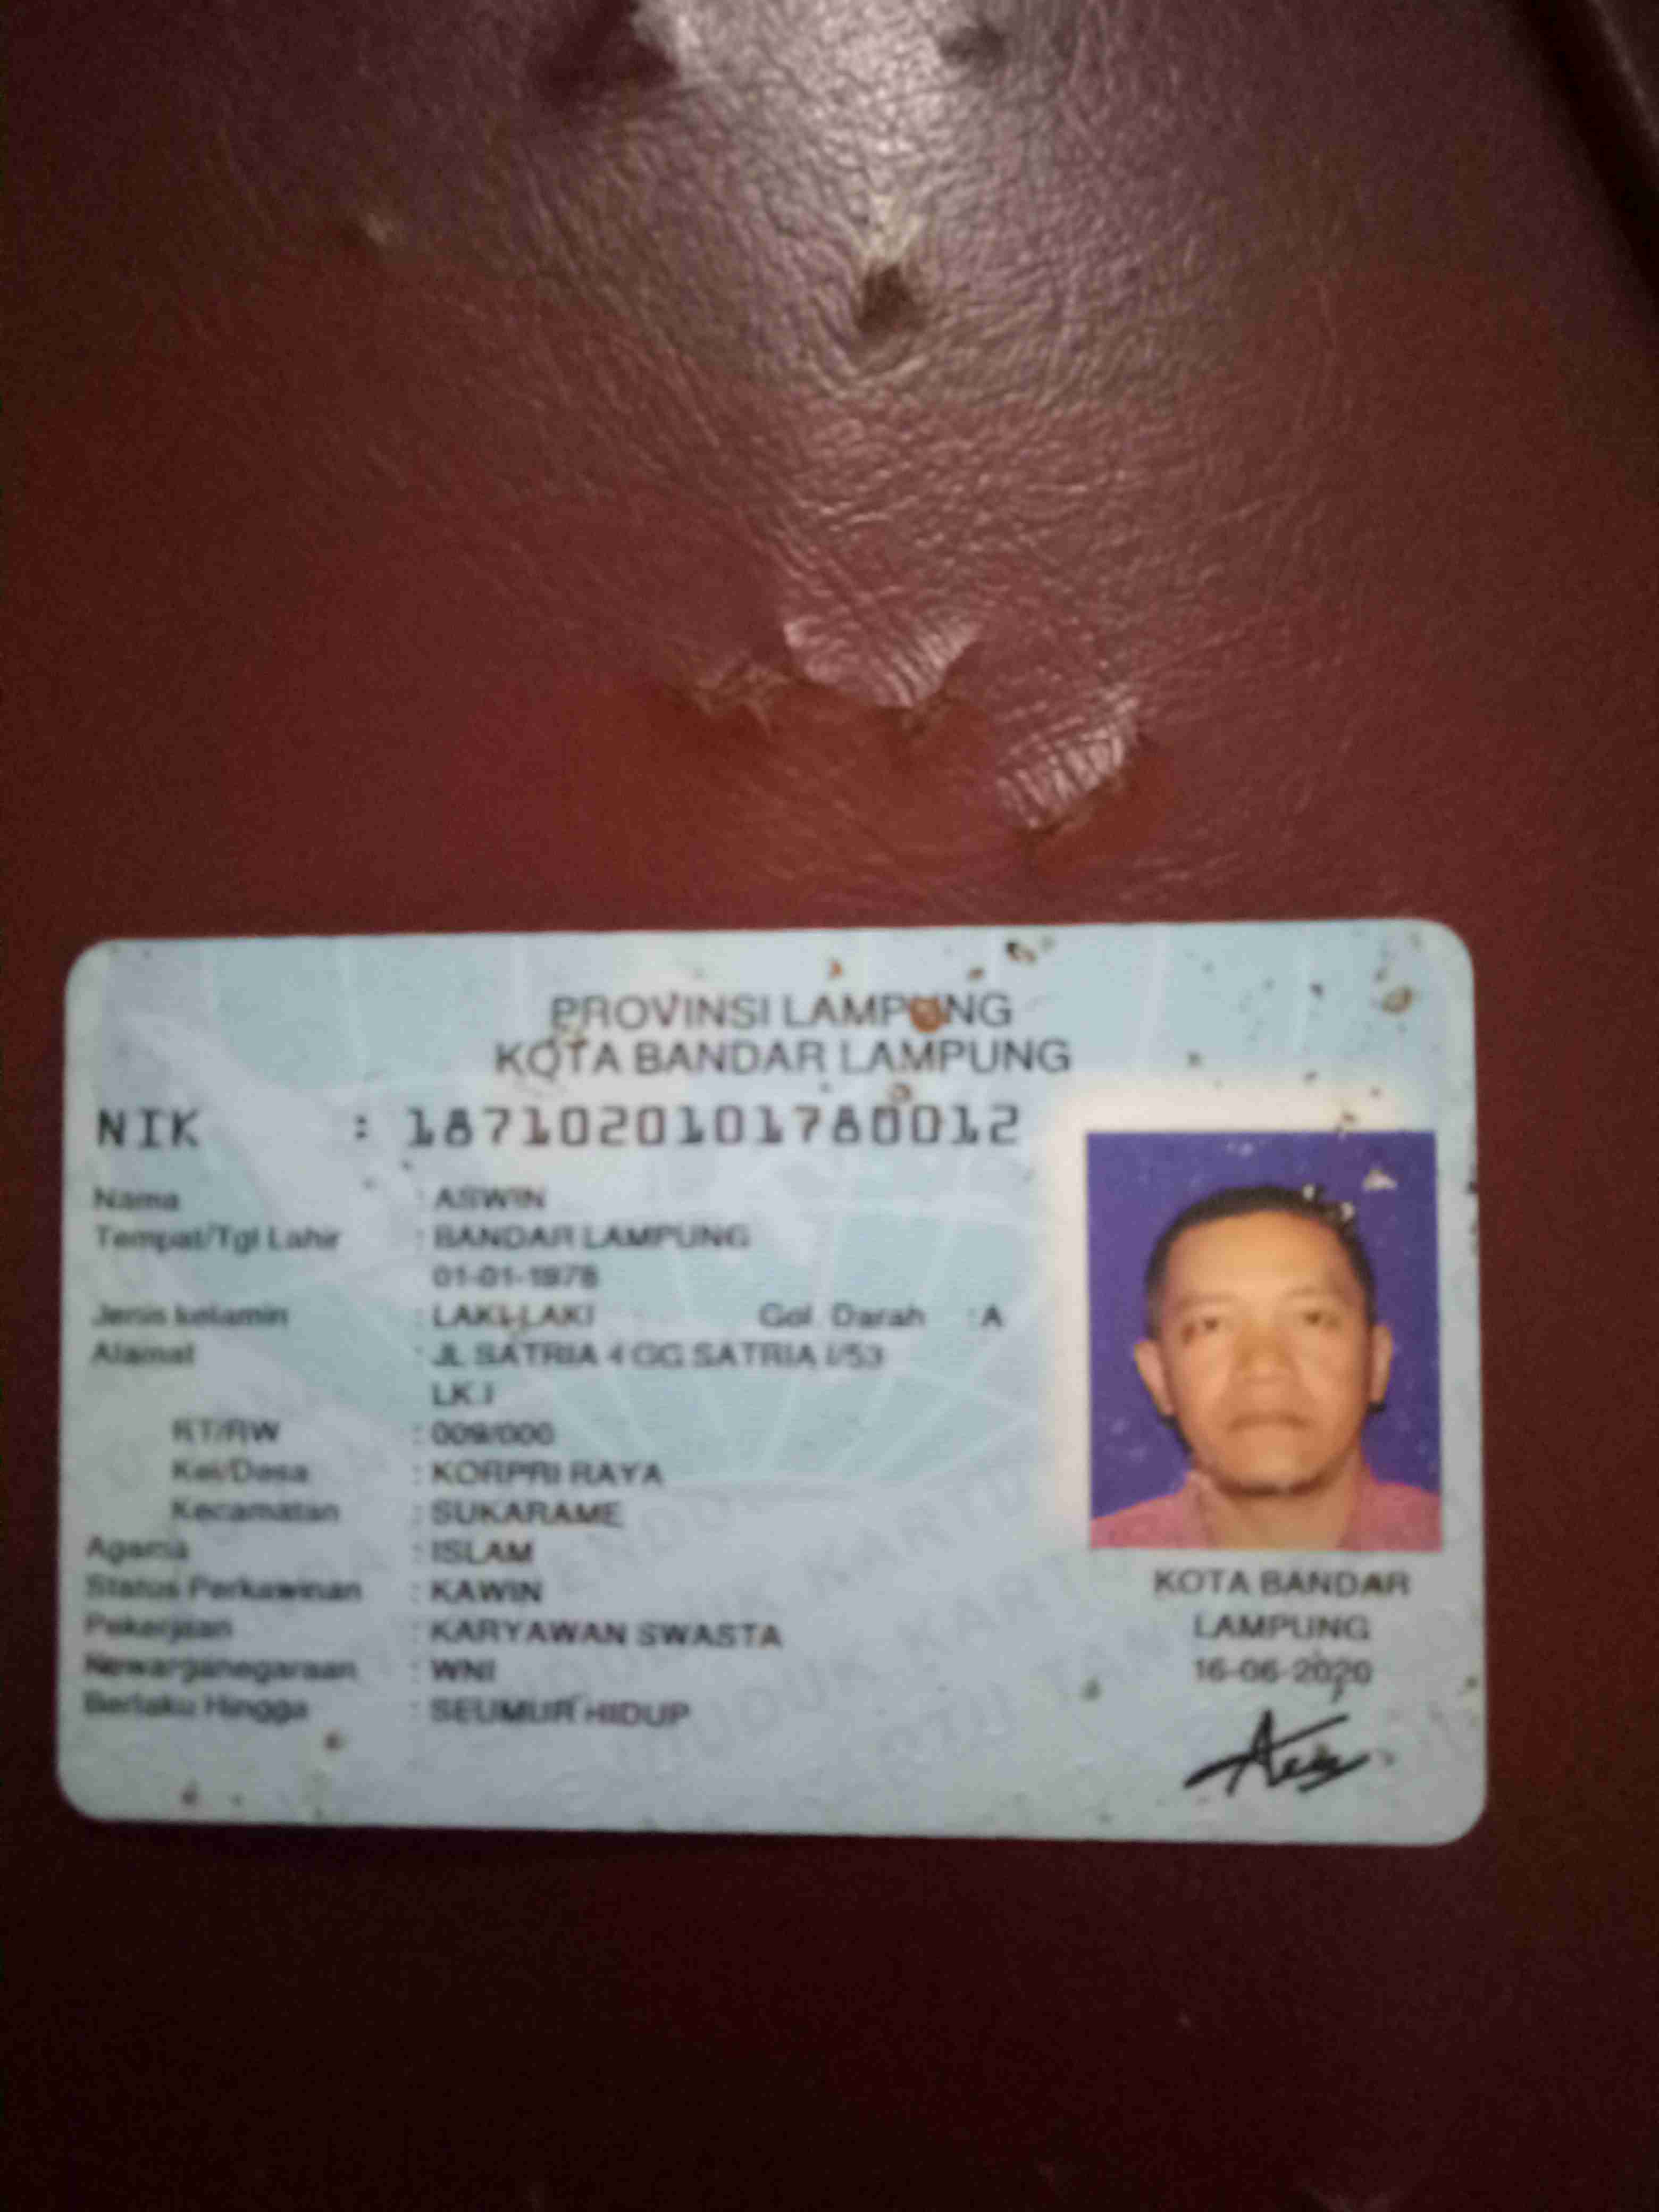 PROVINSI LAMPUNG
KOTA BANDAR LAMPUNG
NIK : 1871020101780012
Nama : ASWIN
Tempat/Tgl Lahir : BANDAR LAMPUNG
01-01-1978
Jenis kelamin : LAKI-LAKI Gol. Darah : A
Alamat : JL SATRIA 4 GG SATRIA I/53
LK I
RT/RW : 009/000
Kel/Desa : KORPRI RAYA
Kecamatan : SUKARAME
Agama : ISLAM
Status Perkawinan : KAWIN
Pekerjaan : KARYAWAN SWASTA
Kewarganegaraan : WNI
Berlaku Hingga : SEUMUR HIDUP
KOTA BANDAR
LAMPUNG
16-06-2020